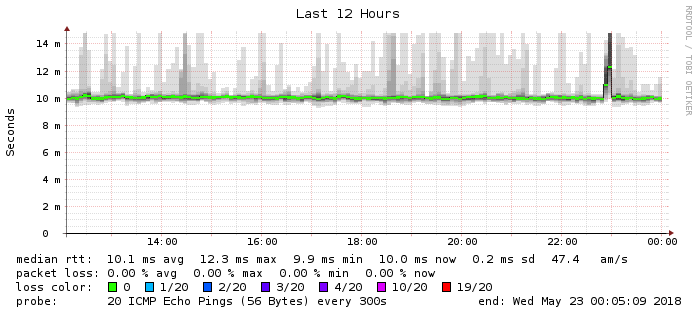 Last 12 Hours
RRDTOOL / TOBI OETIKER
Seconds
14 m
12 m
10 m
8 m
6 m
4 m
2 m
0
14:00 16:00 18:00 20:00 22:00 00:00
median rtt: 10.1 ms avg 12.3 ms max 9.9 ms min 10.0 ms now 0.2 ms sd 47.4 am/s
packet loss: 0.00 % avg 0.00 % max 0.00 % min 0.00 % now
loss color: 0 1/20 2/20 3/20 4/20 10/20 19/20
probe: 20 ICMP Echo Pings (56 Bytes) every 300s end: Wed May 23 00:05:09 2018